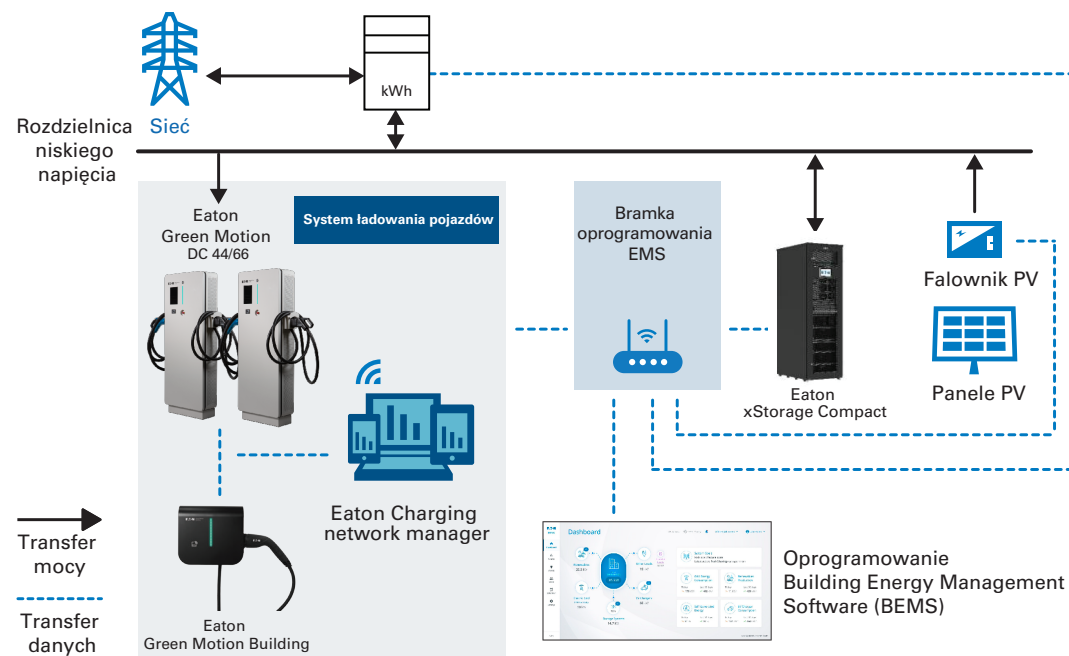 kWh
Sieć
Rozdzielnica
niskiego
napięcia
System ładowania pojazdów
Eaton
Green Motion
DC 44/66
Bramka
oprogramowania
EMS
Falownik PV
Panele PV
Eaton
xStorage Compact
Eaton Charging
network manager
Eaton
Green Motion Building
Transfer
mocy
Transfer
danych
Dashboard
Oprogramowanie
Building Energy Management
Software (BEMS)